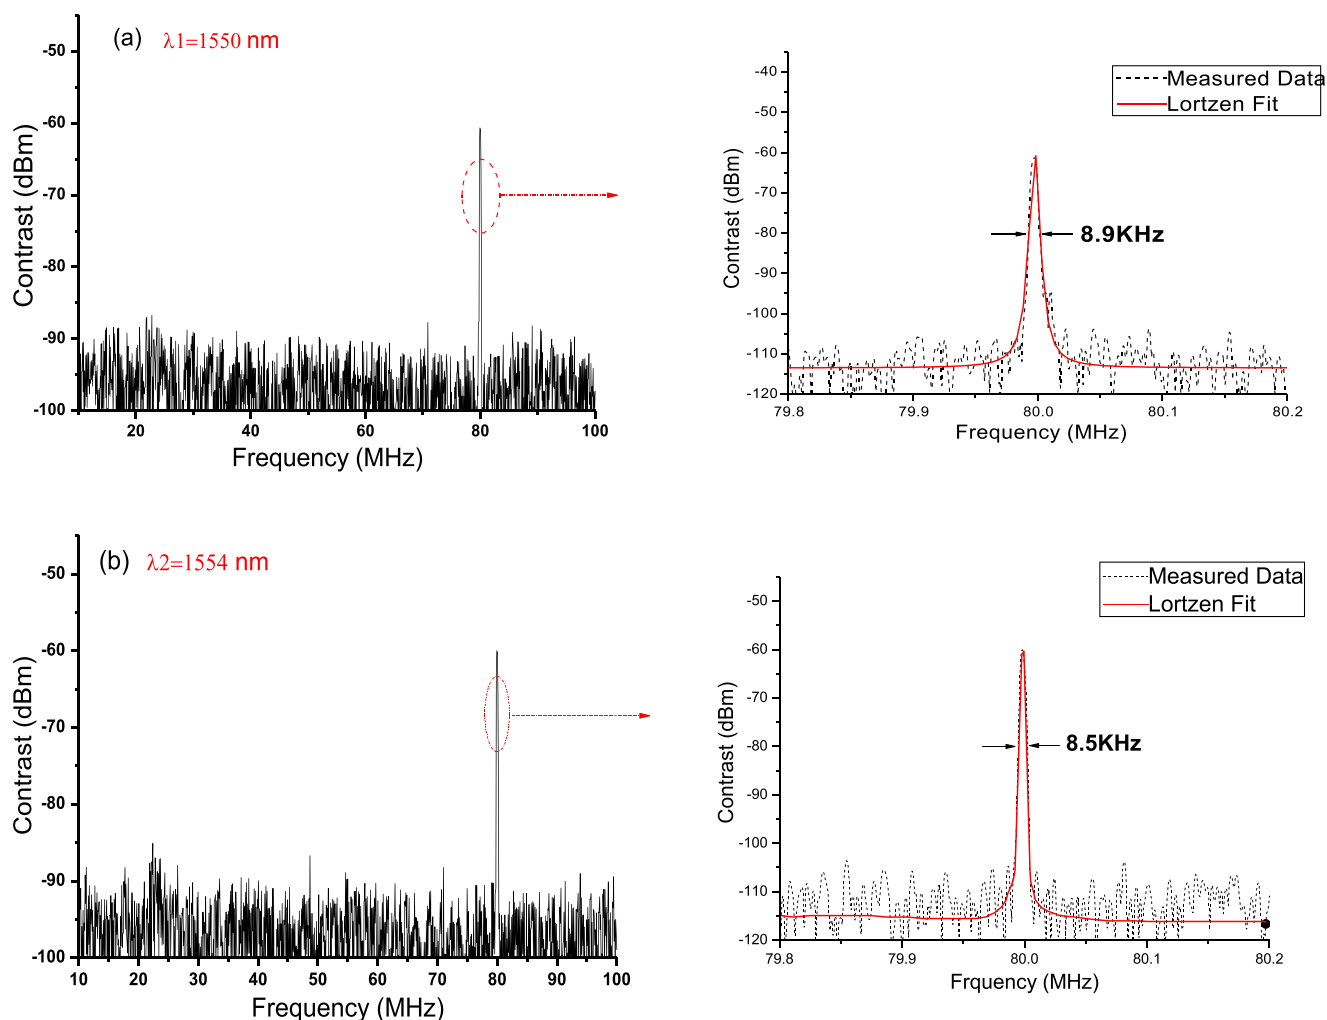 (a) λ1=1550 nm
-50
-60
-70
-80
-90
-100
20 40 60 80 100
Contrast (dBm)
Frequency (MHz)
Measured Data
Lortzen Fit
-40
-50
-60
-70
-80
-90
-100
-110
-120
79.8 79.9 80.0 80.1 80.2
8.9KHz
Contrast (dBm)
Frequency (MHz)
(b) λ2=1554 nm
-50
-60
-70
-80
-90
-100
10 20 30 40 50 60 70 80 90 100
Contrast (dBm)
Frequency (MHz)
Measured Data
Lortzen Fit
-50
-60
-70
-80
-90
-100
-110
-120
79.8 79.9 80.0 80.1 80.2
8.5KHz
Contrast (dBm)
Frquency (MHz)